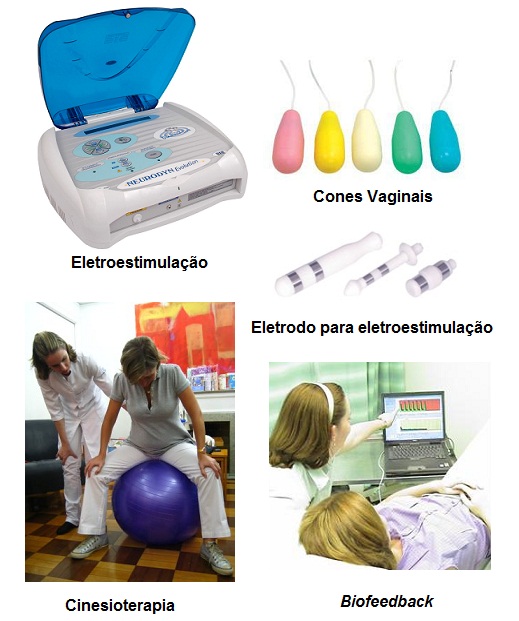 NEURODYN Evolution
Eletroestimulação
Cones Vaginais
Eletrodo para eletroestimulação
Cinesioterapia
Biofeedback